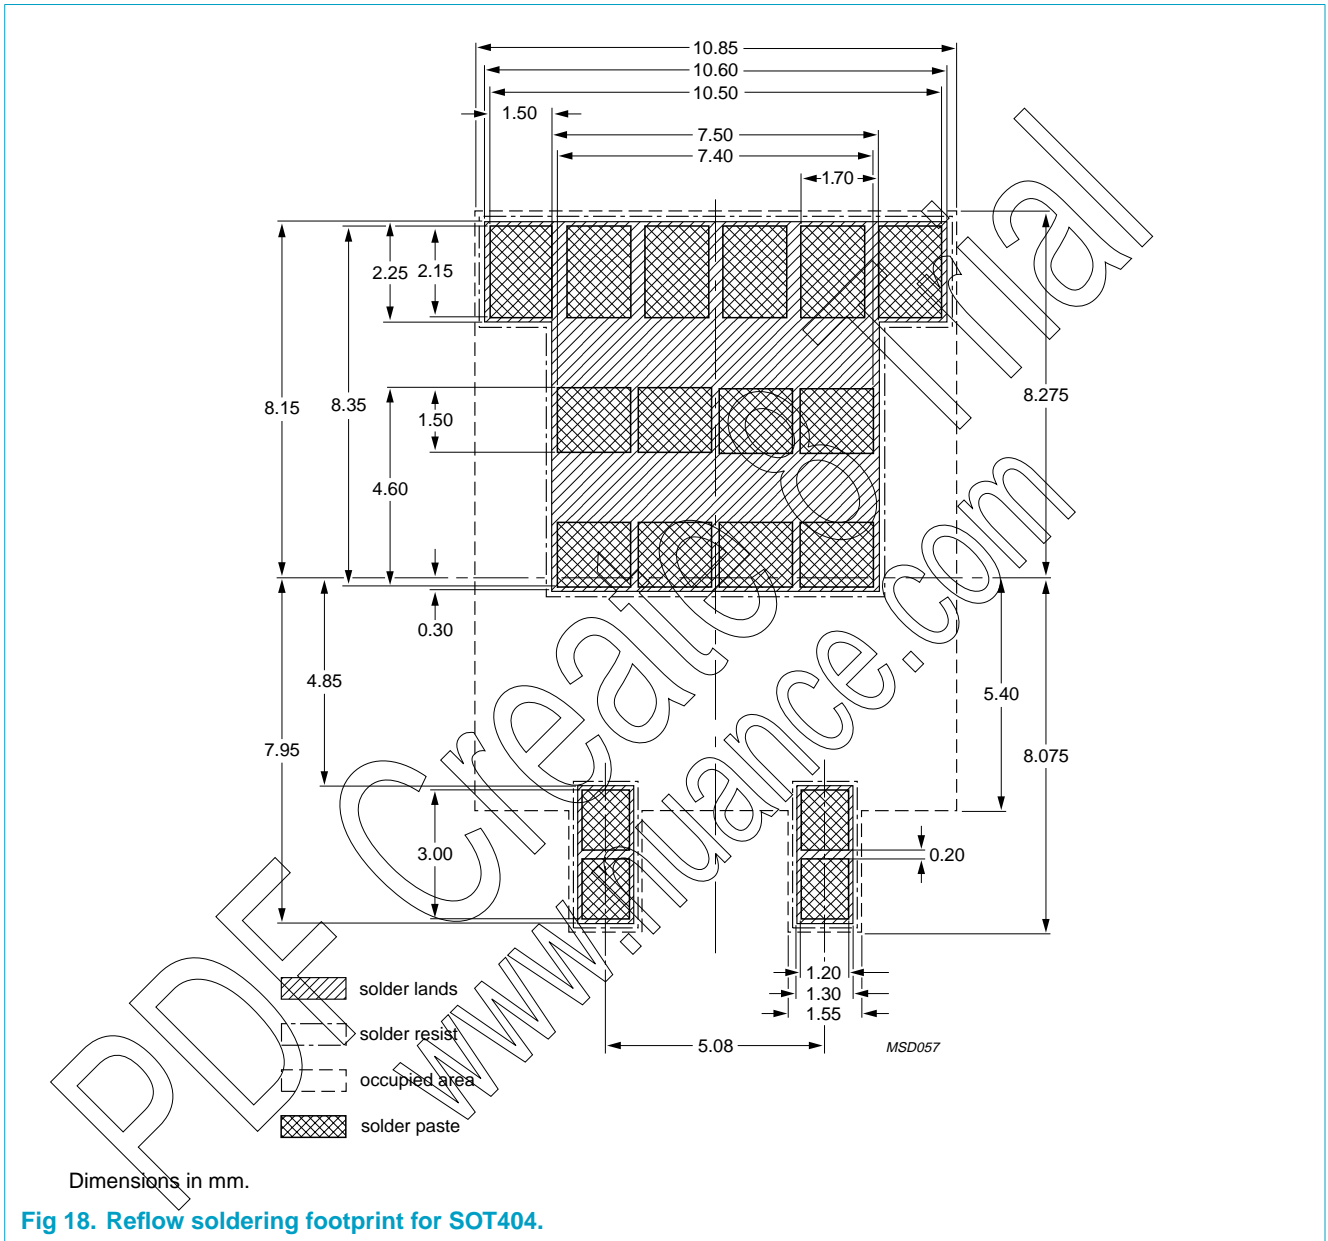 10.85
10.60
10.50
1.50
7.50
7.40
1.70
2.25 2.15
8.15 8.35 1.50 8.275
4.60
0.30
4.85
5.40
7.95 8.075
3.00 0.20
1.20
1.30
1.55
5.08
MSD057
solder lands
solder resist
occupied area
solder paste
Dimensions in mm.
Fig 18. Reflow soldering footprint for SOT404.
PDF Creator 8 Trial
www.nuance.com